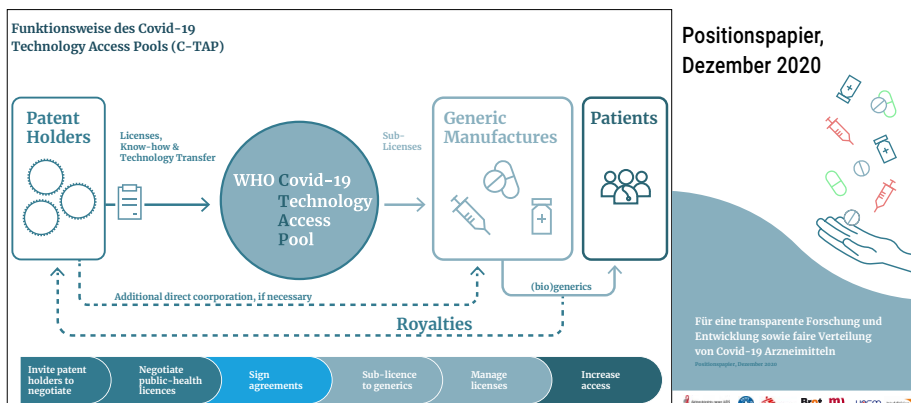 Funktionsweise des Covid-19
Technology Access Pools (C-TAP)
Patent
Holders
Licenses,
Know-how &
Technology Transfer
WHO Covid-19
Technology
Access
Pool
Sub-
Licenses
Generic
Manufactures
Patients
(bio)generics
Additional direct coorporation, if necessary
Royalties
Invite patent
holders to
negotiate
Negotiate
public-health
licences
Sign
agreements
Sub-licence
to generics
Manage
licenses
Increase
access
Positionspapier,
Dezember 2020
Für eine transparente Forschung und
Entwicklung sowie faire Verteilung
von Covid-19 Arzneimitteln
Positionspapier, Dezember 2020